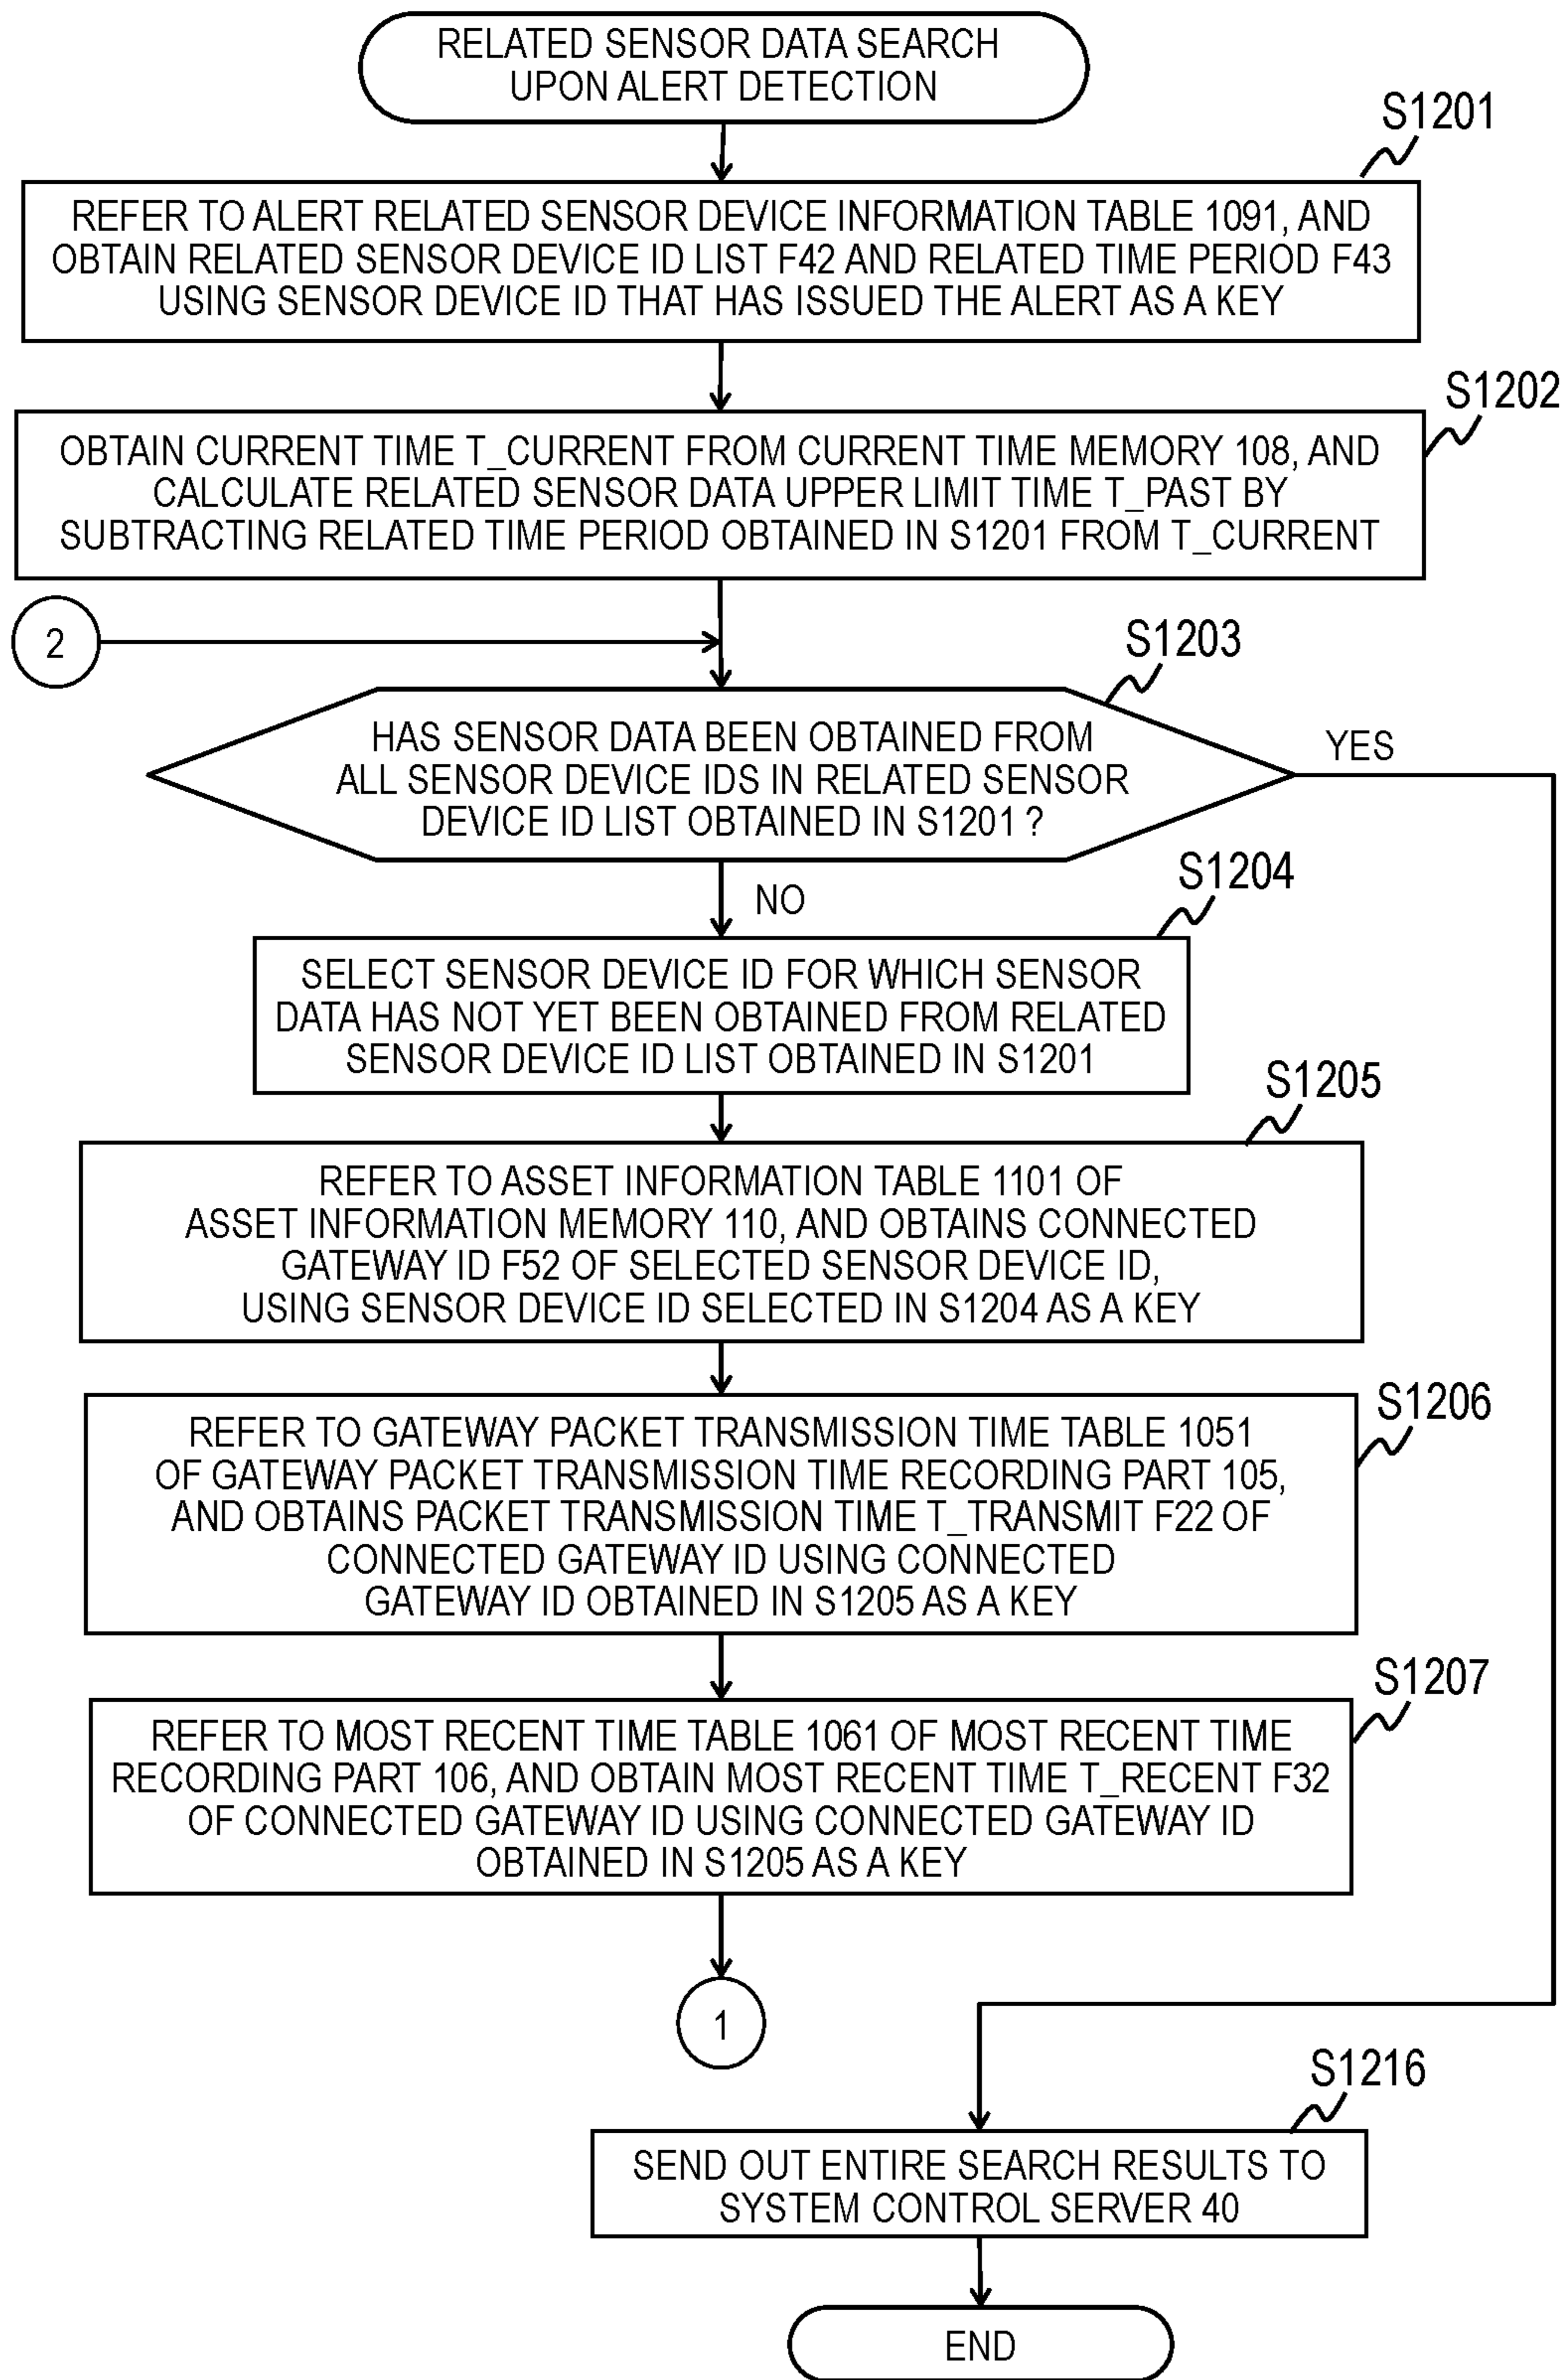 RELATED SENSOR DATA SEARCH
UPON ALERT DETECTION
S1201
REFER TO ALERT RELATED SENSOR DEVICE INFORMATION TABLE 1091, AND
OBTAIN RELATED SENSOR DEVICE ID LIST F42 AND RELATED TIME PERIOD F43
USING SENSOR DEVICE ID THAT HAS ISSUED THE ALERT AS A KEY
S1202
OBTAIN CURRENT TIME T_CURRENT FROM CURRENT TIME MEMORY 108, AND
CALCULATE RELATED SENSOR DATA UPPER LIMIT TIME T_PAST BY
SUBTRACTING RELATED TIME PERIOD OBTAINED IN S1201 FROM T_CURRENT
2
S1203
HAS SENSOR DATA BEEN OBTAINED FROM
ALL SENSOR DEVICE IDS IN RELATED SENSOR
DEVICE ID LIST OBTAINED IN S1201 ?
YES
NO
S1204
SELECT SENSOR DEVICE ID FOR WHICH SENSOR
DATA HAS NOT YET BEEN OBTAINED FROM RELATED
SENSOR DEVICE ID LIST OBTAINED IN S1201
S1205
REFER TO ASSET INFORMATION TABLE 1101 OF
ASSET INFORMATION MEMORY 110, AND OBTAINS CONNECTED
GATEWAY ID F52 OF SELECTED SENSOR DEVICE ID,
USING SENSOR DEVICE ID SELECTED IN S1204 AS A KEY
S1206
REFER TO GATEWAY PACKET TRANSMISSION TIME TABLE 1051
OF GATEWAY PACKET TRANSMISSION TIME RECORDING PART 105,
AND OBTAINS PACKET TRANSMISSION TIME T_TRANSMIT F22 OF
CONNECTED GATEWAY ID USING CONNECTED
GATEWAY ID OBTAINED IN S1205 AS A KEY
S1207
REFER TO MOST RECENT TIME TABLE 1061 OF MOST RECENT TIME
RECORDING PART 106, AND OBTAIN MOST RECENT TIME T_RECENT F32
OF CONNECTED GATEWAY ID USING CONNECTED GATEWAY ID
OBTAINED IN S1205 AS A KEY
1
S1216
SEND OUT ENTIRE SEARCH RESULTS TO
SYSTEM CONTROL SERVER 40
END